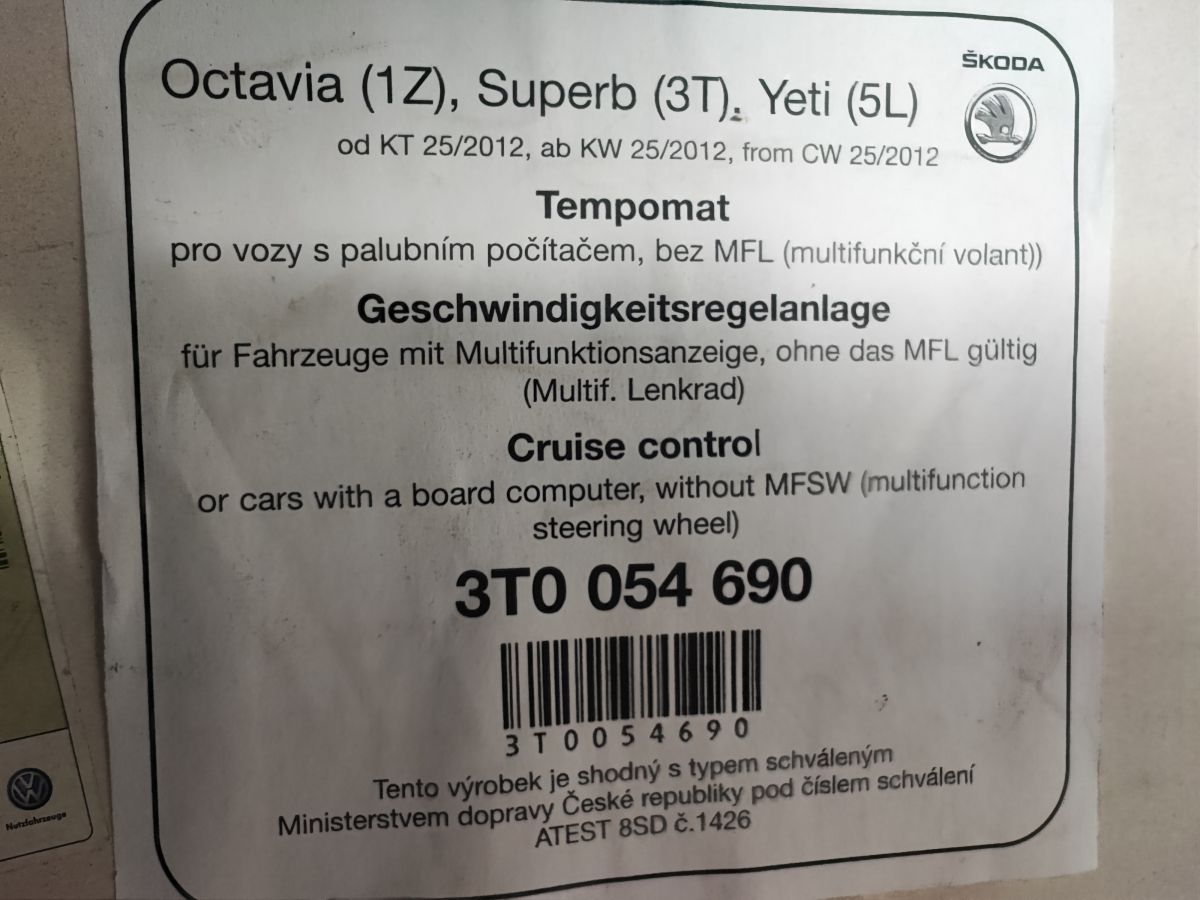 ŠKODA
Octavia (1Z), Superb (3T), Yeti (5L)
od KT 25/2012, ab KW 25/2012, from CW 25/2012
Tempomat
pro vozy s palubním počítačem, bez MFL (multifunkční volant))
Geschwindigkeitsregelanlage
für Fahrzeuge mit Multifunktionsanzeige, ohne das MFL gültig
(Multif. Lenkrad)
Cruise control
or cars with a board computer, without MFSW (multifunction
steering wheel)
3T0 054 690
3T0054690
Tento výrobek je shodný s typem schváleným
Ministerstvem dopravy České republiky pod číslem schválení
ATEST 8SD č.1426
Nutzfahrzeuge